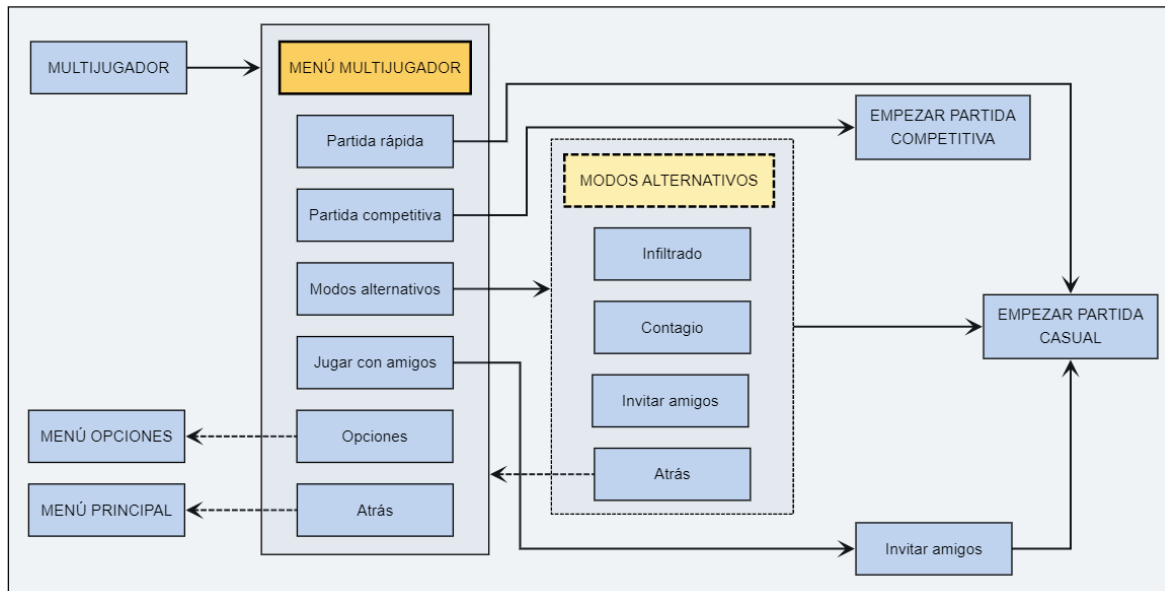 MULTIJUGADOR
MENÚ MULTIJUGADOR
Partida rápida
Partida competitiva
Modos alternativos
Jugar con amigos
Opciones
Atrás
MENÚ OPCIONES
MENÚ PRINCIPAL
MODOS ALTERNATIVOS
Infiltrado
Contagio
Invitar amigos
Atrás
EMPEZAR PARTIDA
COMPETITIVA
EMPEZAR PARTIDA
CASUAL
Invitar amigos